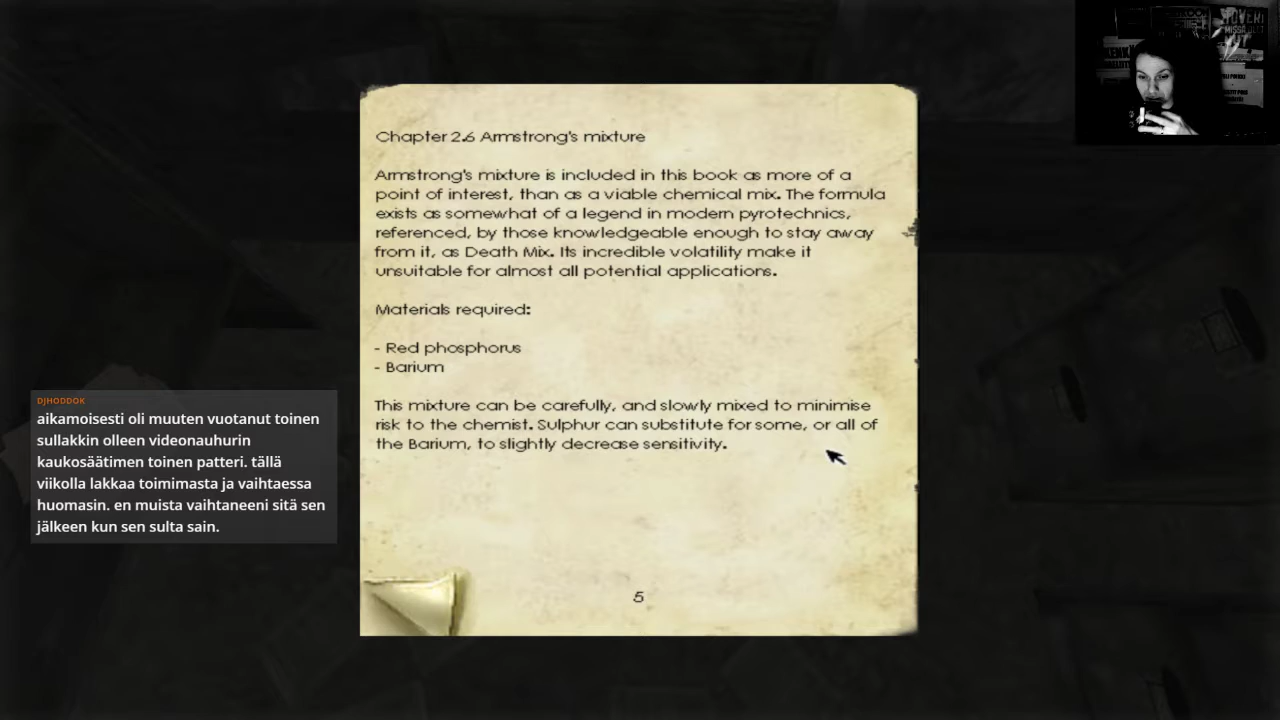 Chapter 2.6 Armstrong's mixture
Armstrong's mixture is included in this book as more of a
point of interest, than as a viable chemical mix. The formula
exists as somewhat of a legend in modern pyrotechnics,
referenced, by those knowledgeable enough to stay away
from it, as Death Mix. Its incredible volatility make it
unsuitable for almost all potential applications.
Materials required:
- Red phosphorus
- Barium
This mixture can be carefully, and slowly mixed to minimise
risk to the chemist. Sulphur can substitute for some, or all of
the Barium, to slightly decrease sensitivity.
5
DJHODDOK
aikamoisesti oli muuten vuotanut toinen
sullakkin olleen videonauhurin
kaukosäätimen toinen patteri. tällä
viikolla lakkaa toimimasta ja vaihtaessa
huomasin. en muista vaihtaneeni sitä sen
jälkeen kun sen sulta sain.